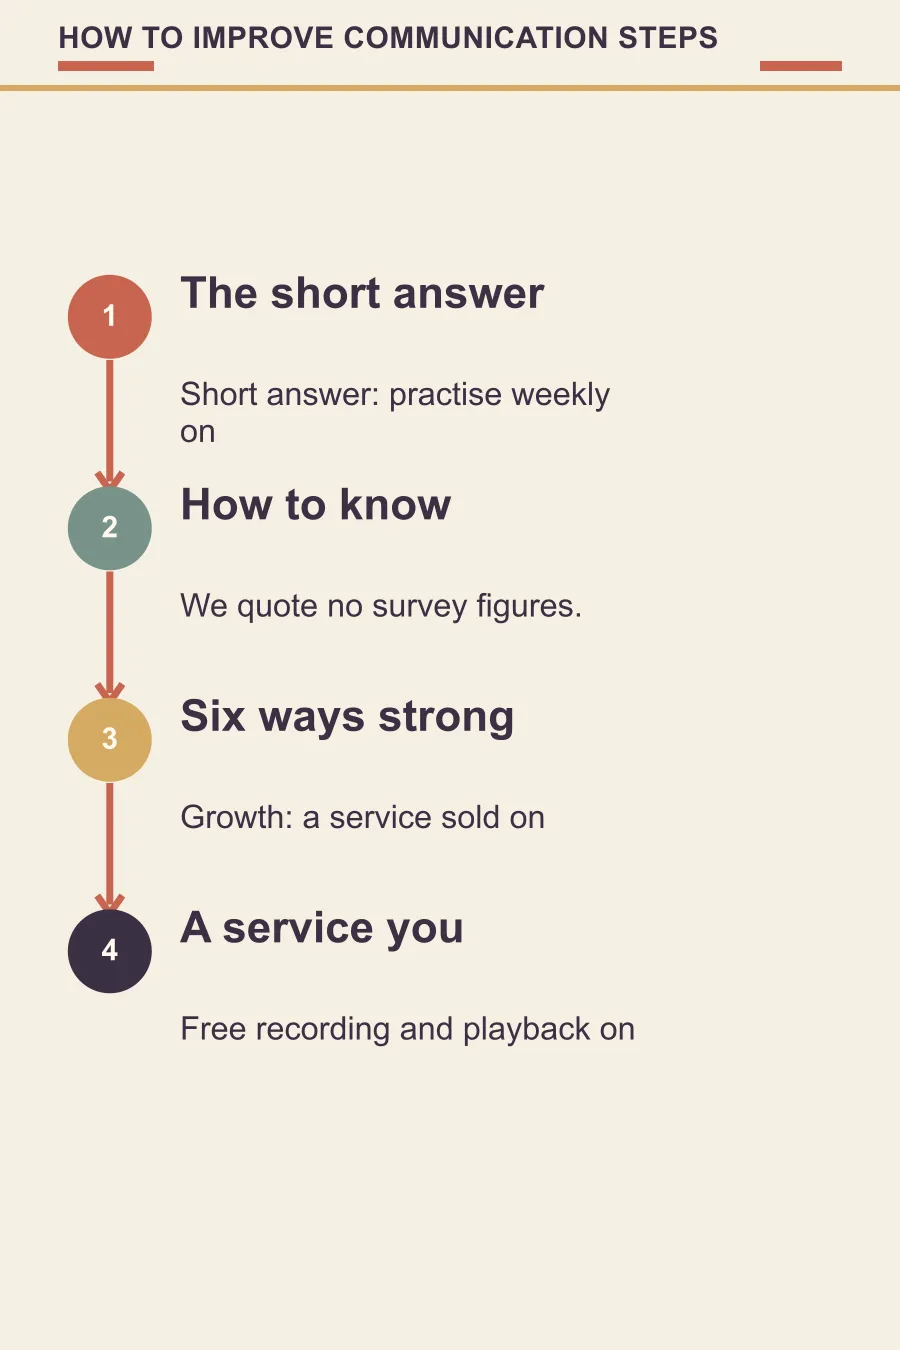 HOW TO IMPROVE COMMUNICATION STEPS
1
The short answer
Short answer: practise weekly
on
2
How to know
We quote no survey figures.
3
Six ways strong
Growth: a service sold on
4
A service you
Free recording and playback on